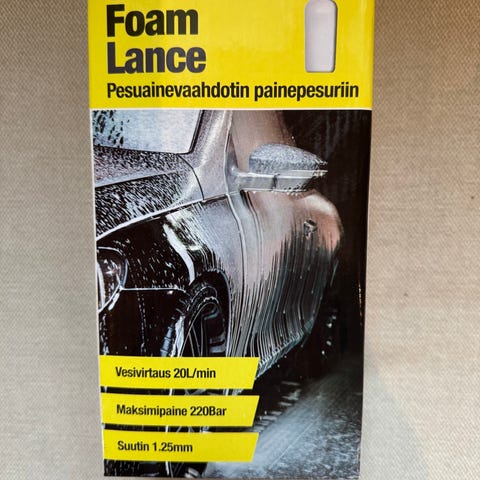 Foam
Lance
Pesuainevaahdotin painepesuriin
Vesivirtaus 20L/min
Maksimipaine 220Bar
Suutin 1.25mm